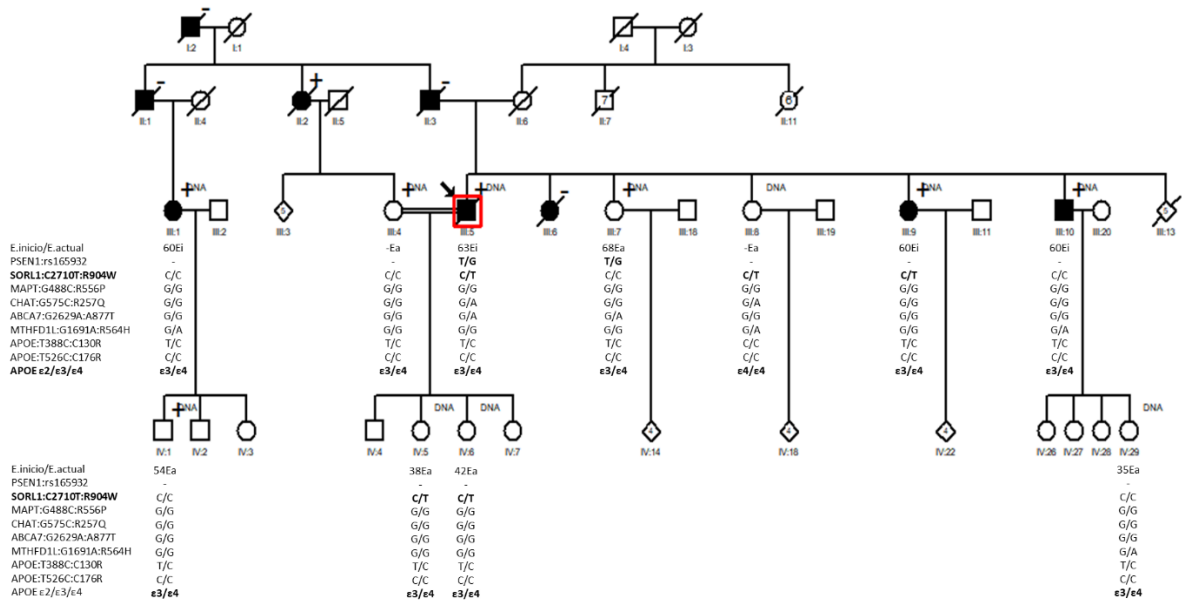 - 
I:2 I:1 I:4 I:3
- + -
7 6
II:1 II:4 II:2 II:5 II:3 II:6 II:7 II:11
+DNA +DNA +DNA - +DNA DNA +DNA +DNA
5 5
III:1 III:2 III:3 III:4 III:5 III:6 III:7 III:18 III:8 III:19 III:9 III:11 III:10 III:20 III:13
E.inicio/E.actual 60Ei -Ea 63Ei 68Ea -Ea 60Ei 60Ei
PSEN1:rs165932 - - T/G T/G - - -
SORL1:C2710T:R904W C/C C/C C/T C/C C/T C/T C/C
MAPT:G488C:R556P G/G G/G G/G G/G G/G G/G G/G
CHAT:G575C:R257Q G/G G/G G/A G/G G/A G/G G/G
ABCA7:G2629A:A877T G/G G/G G/A G/A G/G G/G G/G
MTHFD1L:G1691A:R564H G/A G/G G/G G/G G/A G/G G/A
APOE:T388C:C130R T/C T/C T/C T/C C/C T/C T/C
APOE:T526C:C176R C/C C/C C/C C/C C/C C/C C/C
APOE ε2/ε3/ε4 ε3/ε4 ε3/ε4 ε3/ε4 ε3/ε4 ε4/ε4 ε3/ε4 ε3/ε4
+DNA DNA DNA DNA
4 4 4
IV:1 IV:2 IV:3 IV:4 IV:5 IV:6 IV:7 IV:14 IV:18 IV:22 IV:26 IV:27 IV:28 IV:29
E.inicio/E.actual 54Ea 38Ea 42Ea 35Ea
PSEN1:rs165932 - - - -
SORL1:C2710T:R904W C/C C/T C/T C/C
MAPT:G488C:R556P G/G G/G G/G G/G
CHAT:G575C:R257Q G/G G/G G/G G/G
ABCA7:G2629A:A877T G/G G/G G/G G/G
MTHFD1L:G1691A:R564H G/G G/G G/G G/A
APOE:T388C:C130R T/C T/C T/C T/C
APOE:T526C:C176R C/C C/C C/C C/C
APOE ε2/ε3/ε4 ε3/ε4 ε3/ε4 ε3/ε4 ε3/ε4